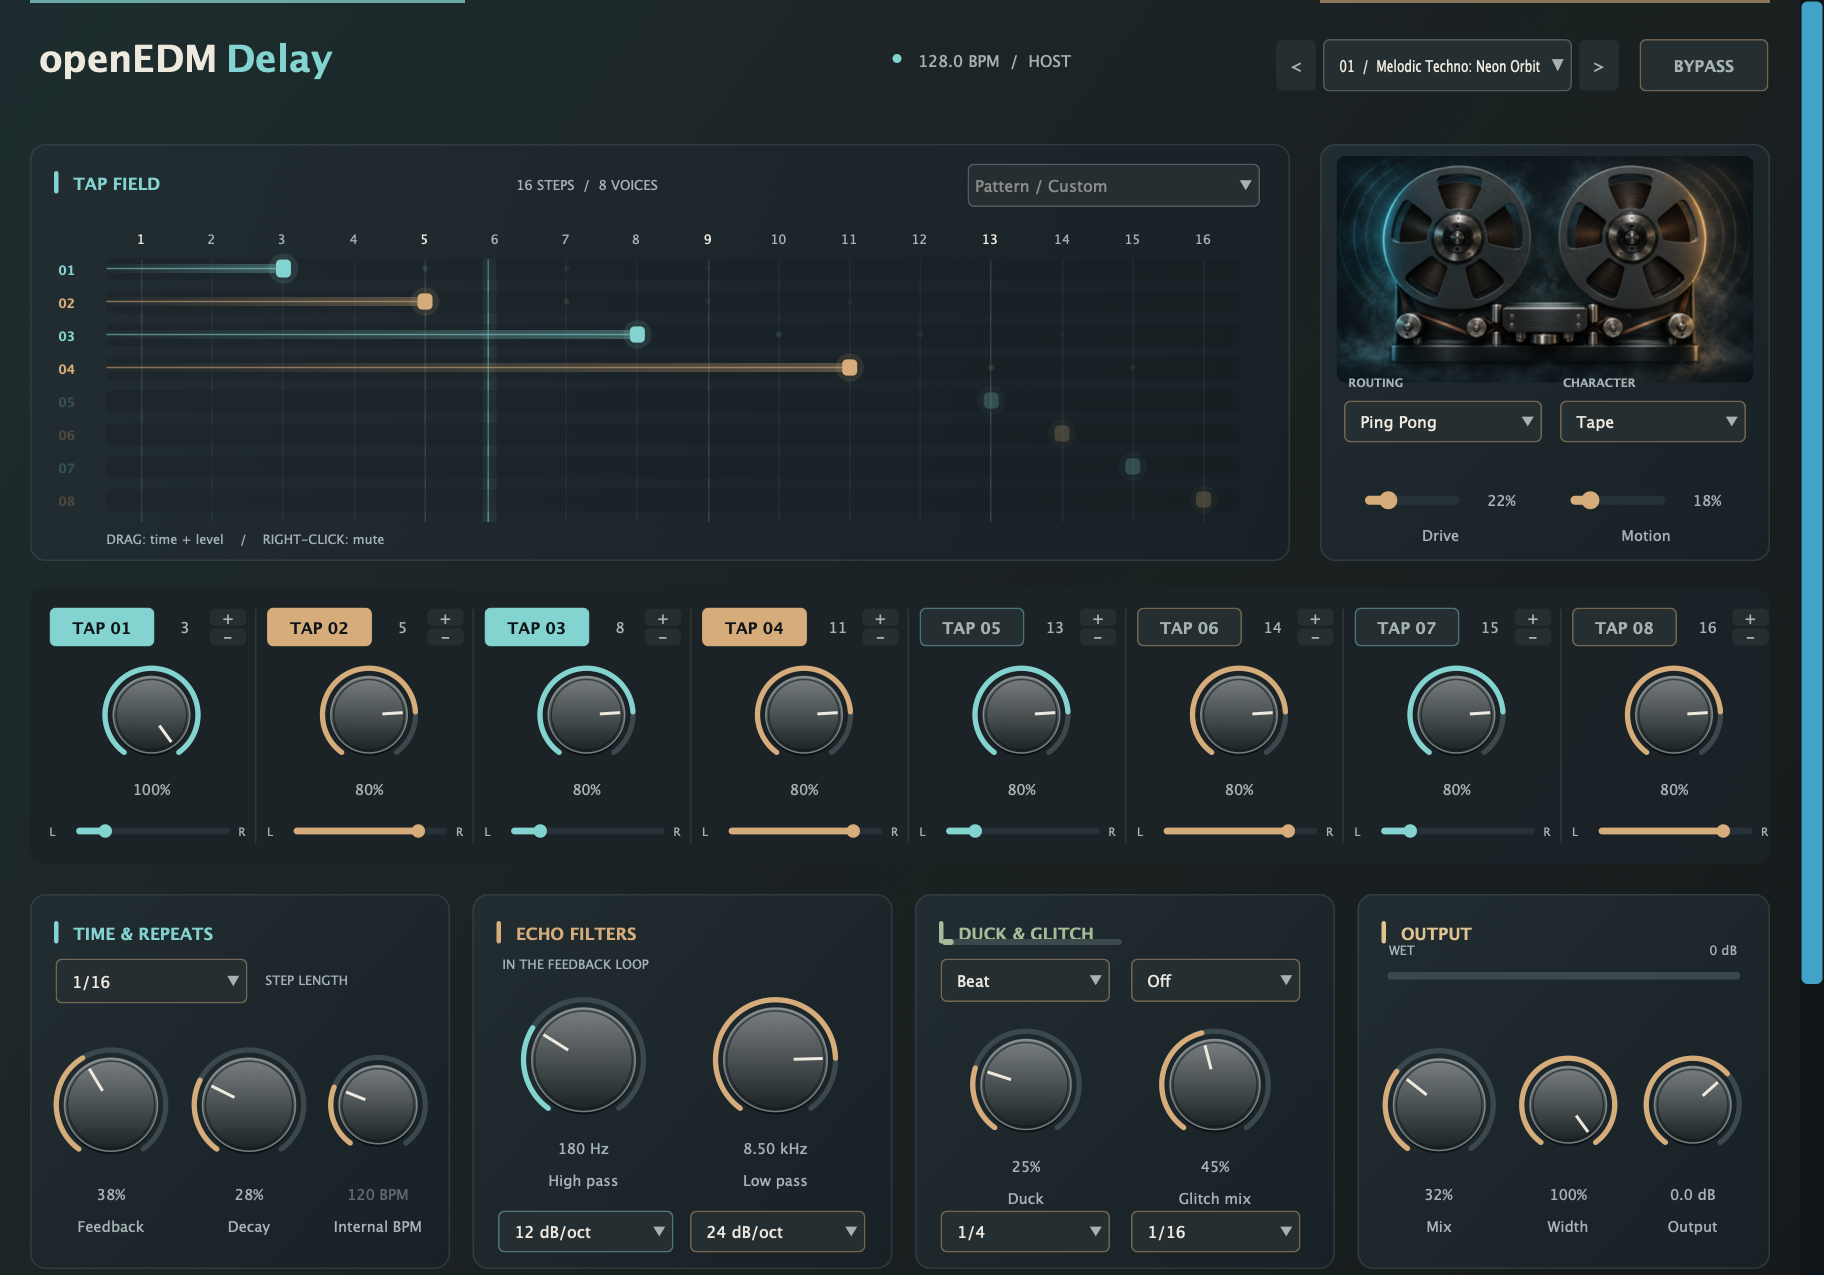 openEDM Delay
128.0 BPM / HOST
<
01 / Melodic Techno: Neon Orbit
>
BYPASS
TAP FIELD
16 STEPS / 8 VOICES
Pattern / Custom
1 2 3 4 5 6 7 8 9 10 11 12 13 14 15 16
01
02
03
04
05
06
07
08
DRAG: time + level / RIGHT-CLICK: mute
ROUTING
CHARACTER
Ping Pong
Tape
22%
18%
Drive
Motion
TAP 01 3 + −
TAP 02 5 + −
TAP 03 8 + −
TAP 04 11 + −
TAP 05 13 + −
TAP 06 14 + −
TAP 07 15 + −
TAP 08 16 + −
100% 80% 80% 80% 80% 80% 80% 80%
L R L R L R L R L R L R L R L R
TIME & REPEATS
1/16
STEP LENGTH
38% 28% 120 BPM
Feedback Decay Internal BPM
ECHO FILTERS
IN THE FEEDBACK LOOP
180 Hz 8.50 kHz
High pass Low pass
12 dB/oct 24 dB/oct
DUCK & GLITCH
Beat Off
25% 45%
Duck Glitch mix
1/4 1/16
OUTPUT
WET 0 dB
32% 100% 0.0 dB
Mix Width Output